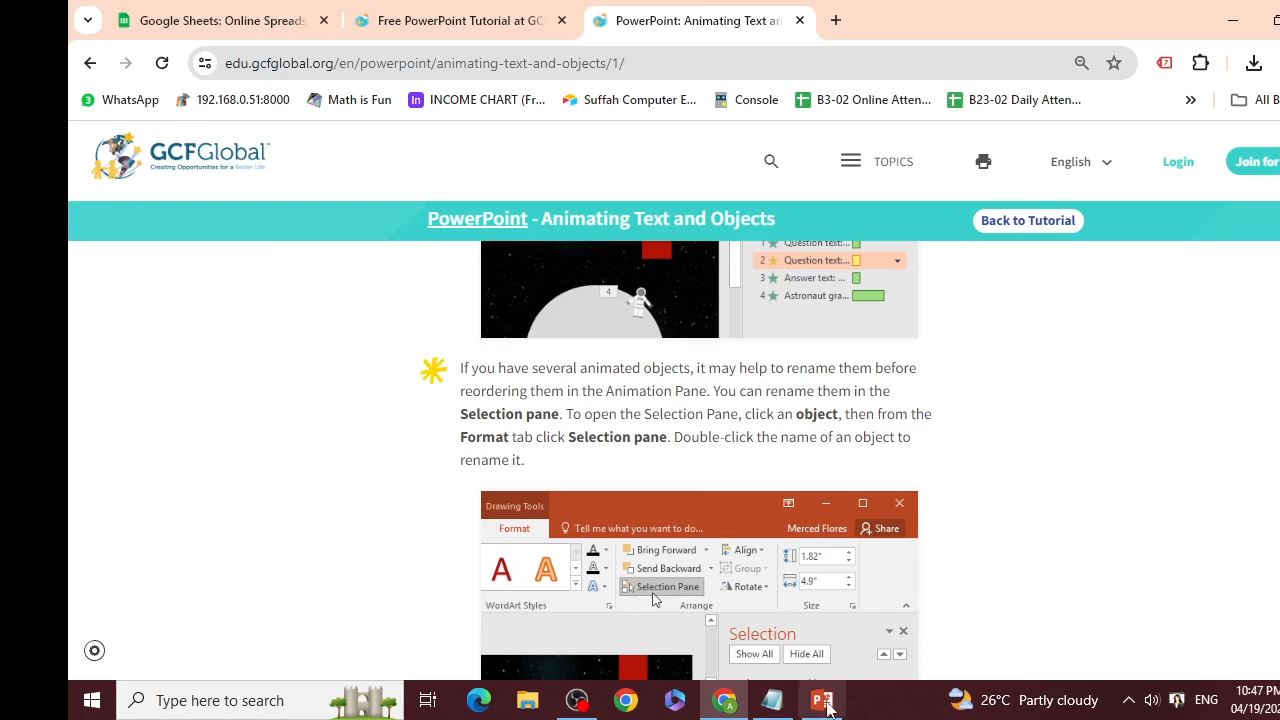 Google Sheets: Online Spreads
Free PowerPoint Tutorial at GC
PowerPoint: Animating Text an
edu.gcfglobal.org/en/powerpoint/animating-text-and-objects/1/
7
3 WhatsApp
192.168.0.51:8000
Math is Fun
In INCOME CHART (Fr...
Suffah Computer E...
Console
B3-02 Online Atten...
B23-02 Daily Atten...
All B
GCFGlobal
Creating Opportunities for a Better Life
TOPICS
English
Login
Join for
PowerPoint - Animating Text and Objects
Back to Tutorial
1 Question text:...
2 Question text:...
3 Answer text: ...
4 Astronaut gra...
4
If you have several animated objects, it may help to rename them before
reordering them in the Animation Pane. You can rename them in the
Selection pane. To open the Selection Pane, click an object, then from the
Format tab click Selection pane. Double-click the name of an object to
rename it.
Drawing Tools
Format
Tell me what you want to do...
Merced Flores
Share
A A A A A
Bring Forward
Send Backward
Selection Pane
Align
Group
Rotate
1.82"
4.9"
WordArt Styles
Arrange
Size
Selection
Show All
Hide All
Type here to search
A
26°C Partly cloudy
ENG
10:47 PM
04/19/202